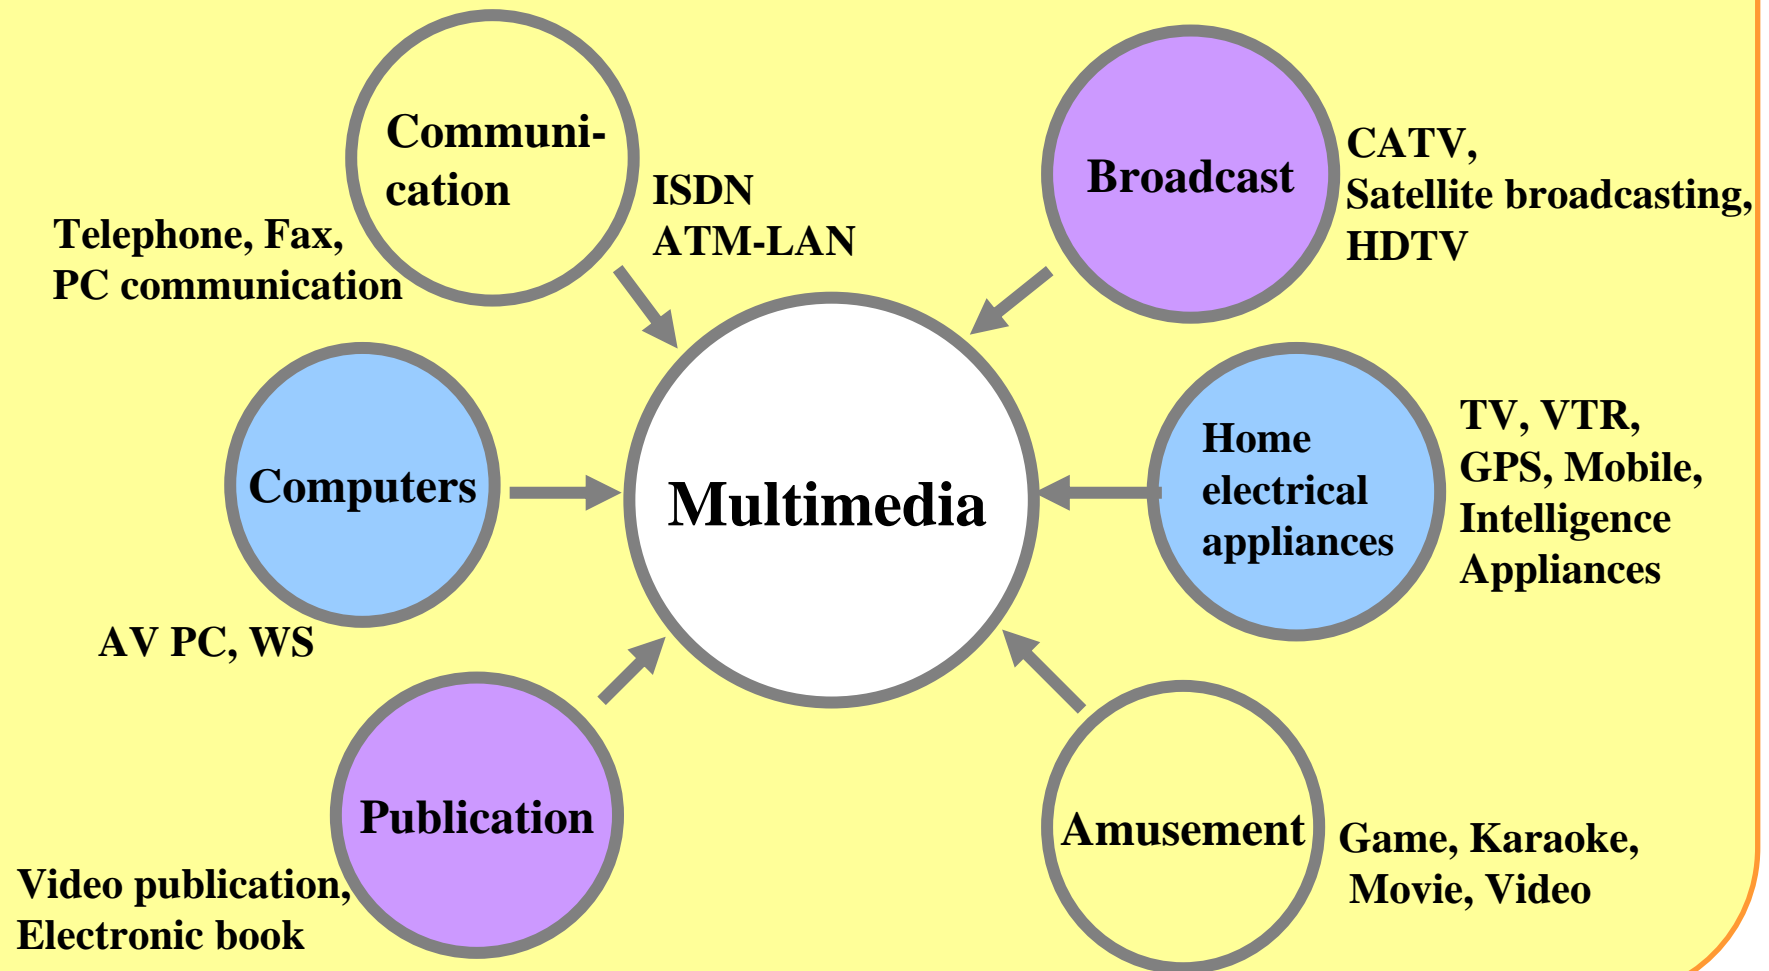 Communi-
cation
Telephone, Fax,
PC communication
ISDN
ATM-LAN
Broadcast
CATV,
Satellite broadcasting,
HDTV
Computers
AV PC, WS
Multimedia
Home
electrical
appliances
TV, VTR,
GPS, Mobile,
Intelligence
Appliances
Publication
Video publication,
Electronic book
Amusement
Game, Karaoke,
Movie, Video